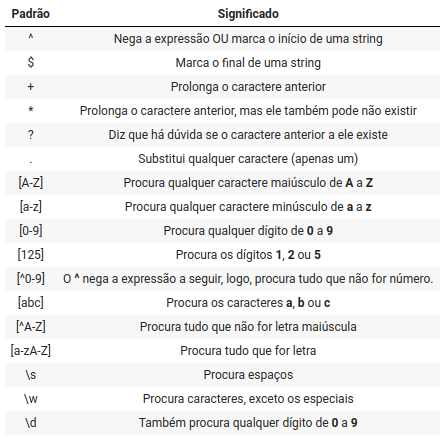 Padrão Significado
^ Nega a expressão OU marca o início de uma string
$ Marca o final de uma string
+ Prolonga o caractere anterior
* Prolonga o caractere anterior, mas ele também pode não existir
? Diz que há dúvida se o caractere anterior a ele existe
. Substitui qualquer caractere (apenas um)
[A-Z] Procura qualquer caractere maiúsculo de A a Z
[a-z] Procura qualquer caractere minúsculo de a a z
[0-9] Procura qualquer dígito de 0 a 9
[125] Procura os dígitos 1, 2 ou 5
[^0-9] O ^ nega a expressão a seguir, logo, procura tudo que não for número.
[abc] Procura os caracteres a, b ou c
[^A-Z] Procura tudo que não for letra maiúscula
[a-zA-Z] Procura tudo que for letra
\s Procura espaços
\w Procura caracteres, exceto os especiais
\d Também procura qualquer dígito de 0 a 9